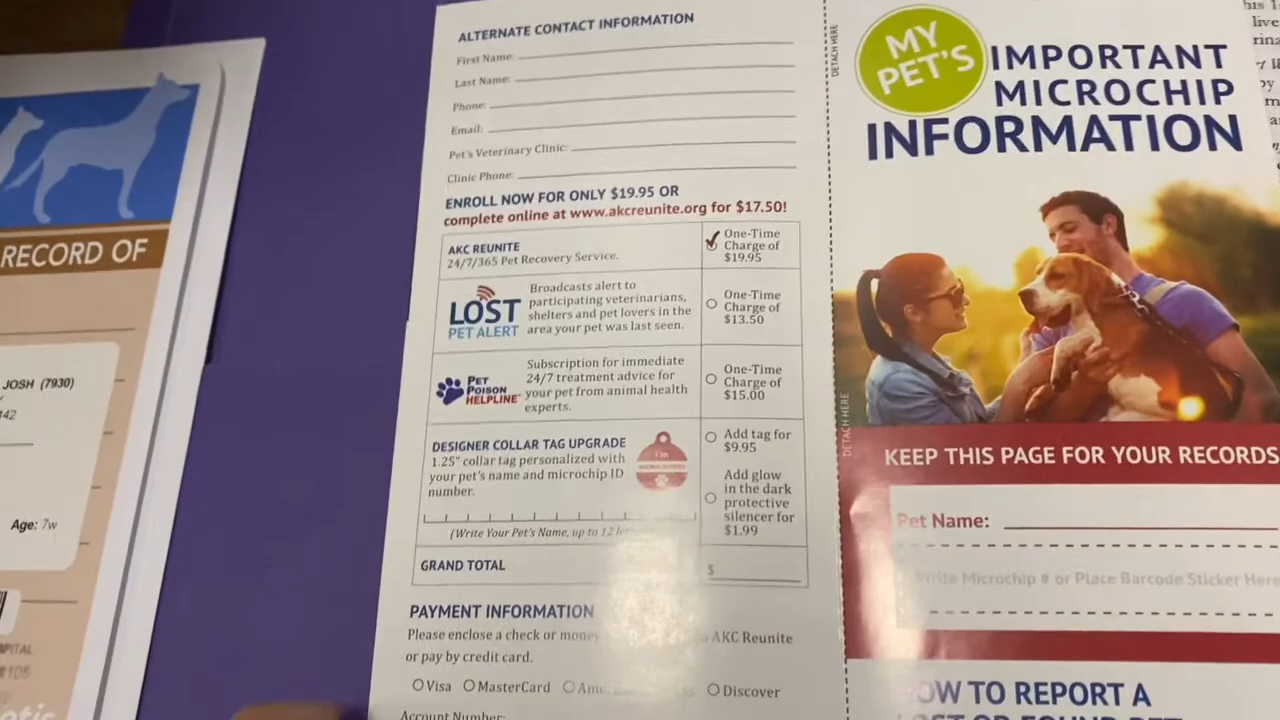 RECORD OF
JOSH (7930)
Age: 7w
ALTERNATE CONTACT INFORMATION
First Name:
Last Name:
Phone:
Email:
Pet's Veterinary Clinic:
Clinic Phone:
ENROLL NOW FOR ONLY $19.95 OR
complete online at www.akcreunite.org for $17.50!
AKC REUNITE
24/7/365 Pet Recovery Service.
One-Time
Charge of
$19.95
LOST
PET ALERT
Broadcasts alert to
participating veterinarians,
shelters and pet lovers in the
area your pet was last seen.
One-Time
Charge of
$13.50
PET
POISON
HELPLINE
Subscription for immediate
24/7 treatment advice for
your pet from animal health
experts.
One-Time
Charge of
$15.00
DESIGNER COLLAR TAG UPGRADE
1.25" collar tag personalized with
your pet's name and microchip ID
number.
I'm
Add tag for
$9.95
Add glow
in the dark
protective
silencer for
$1.99
(Write Your Pet's Name, up to 12
GRAND TOTAL
$
PAYMENT INFORMATION
Please enclose a check or money AKC Reunite
or pay by credit card.
Visa MasterCard Discover
Account Number:
DETACH HERE
DETACH HERE
MY
PET'S
IMPORTANT
MICROCHIP
INFORMATION
KEEP THIS PAGE FOR YOUR RECORDS
Pet Name:
Write Microchip # or Place Barcode Sticker Here
HOW TO REPORT A
LOST OR FOUND PET